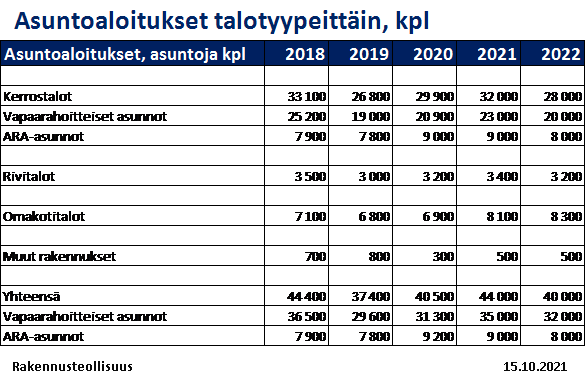 Asuntoaloitukset talotyypeittäin, kpl
Asuntoaloitukset, asuntoja kpl 2018 2019 2020 2021 2022
Kerrostalot 33 100 26 800 29 900 32 000 28 000
Vapaarahoitteiset asunnot 25 200 19 000 20 900 23 000 20 000
ARA-asunnot 7 900 7 800 9 000 9 000 8 000
Rivitalot 3 500 3 000 3 200 3 400 3 200
Omakotitalot 7 100 6 800 6 900 8 100 8 300
Muut rakennukset 700 800 300 500 500
Yhteensä 44 400 37 400 40 500 44 000 40 000
Vapaarahoitteiset asunnot 36 500 29 600 31 300 35 000 32 000
ARA-asunnot 7 900 7 800 9 200 9 000 8 000
Rakennusteollisuus 15.10.2021